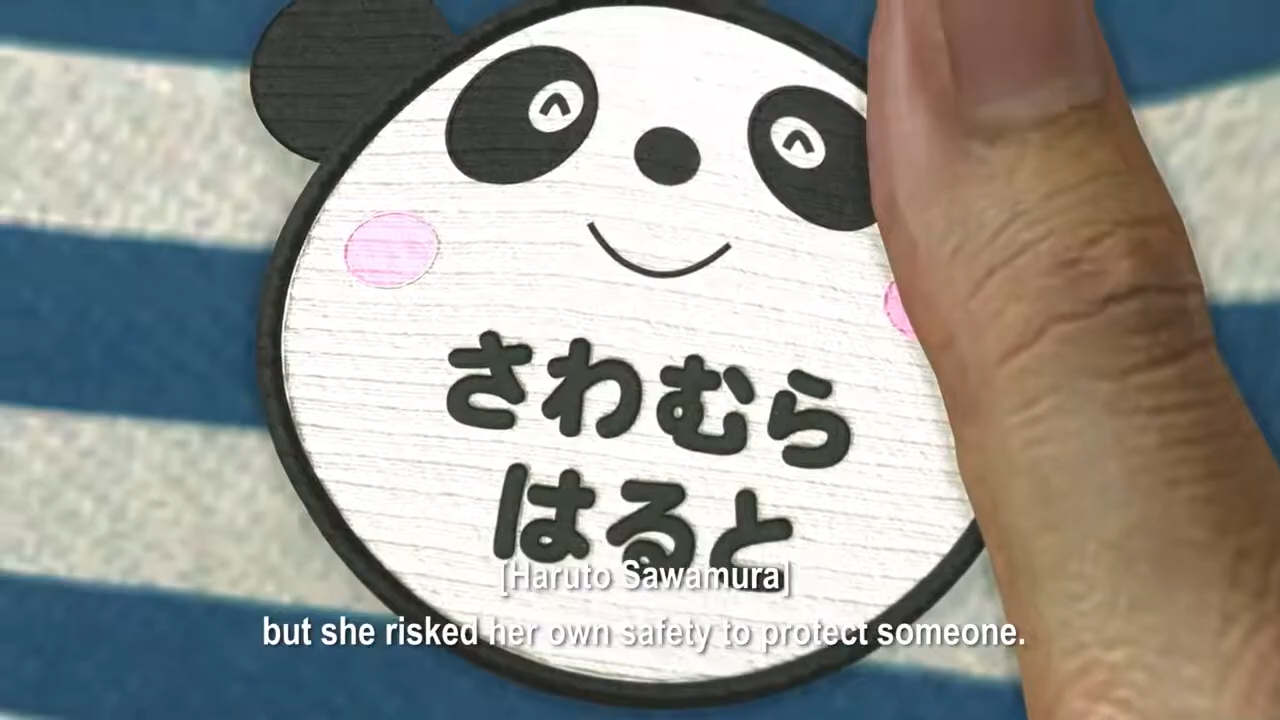 さわむら
はると
[Haruto Sawamura]
but she risked her own safety to protect someone.